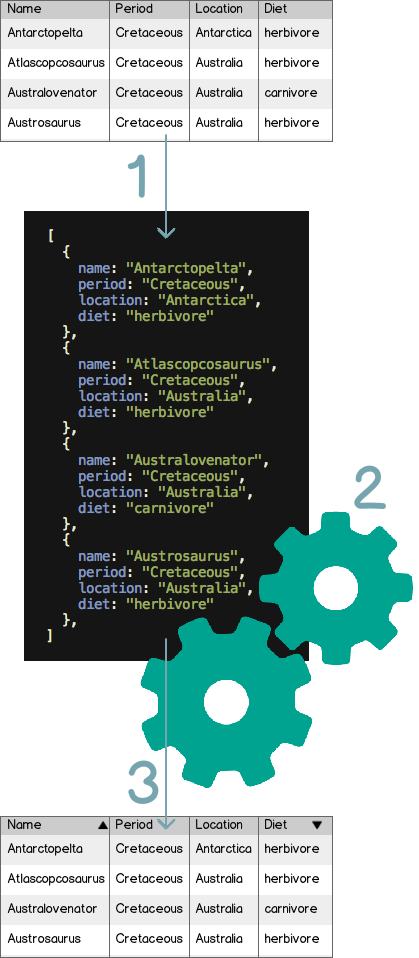 Name Period Location Diet
Antarctopelta Cretaceous Antarctica herbivore
Atlascopcosaurus Cretaceous Australia herbivore
Australovenator Cretaceous Australia carnivore
Austrosaurus Cretaceous Australia herbivore
1
[
{
name: "Antarctopelta",
period: "Cretaceous",
location: "Antarctica",
diet: "herbivore"
},
{
name: "Atlascopcosaurus",
period: "Cretaceous",
location: "Australia",
diet: "herbivore"
},
{
name: "Australovenator",
period: "Cretaceous",
location: "Australia",
diet: "carnivore"
},
{
name: "Austrosaurus",
period: "Cretaceous",
location: "Australia",
diet: "herbivore"
},
]
2
3
Name ▲ Period Location Diet ▼
Antarctopelta Cretaceous Antarctica herbivore
Atlascopcosaurus Cretaceous Australia herbivore
Australovenator Cretaceous Australia carnivore
Austrosaurus Cretaceous Australia herbivore